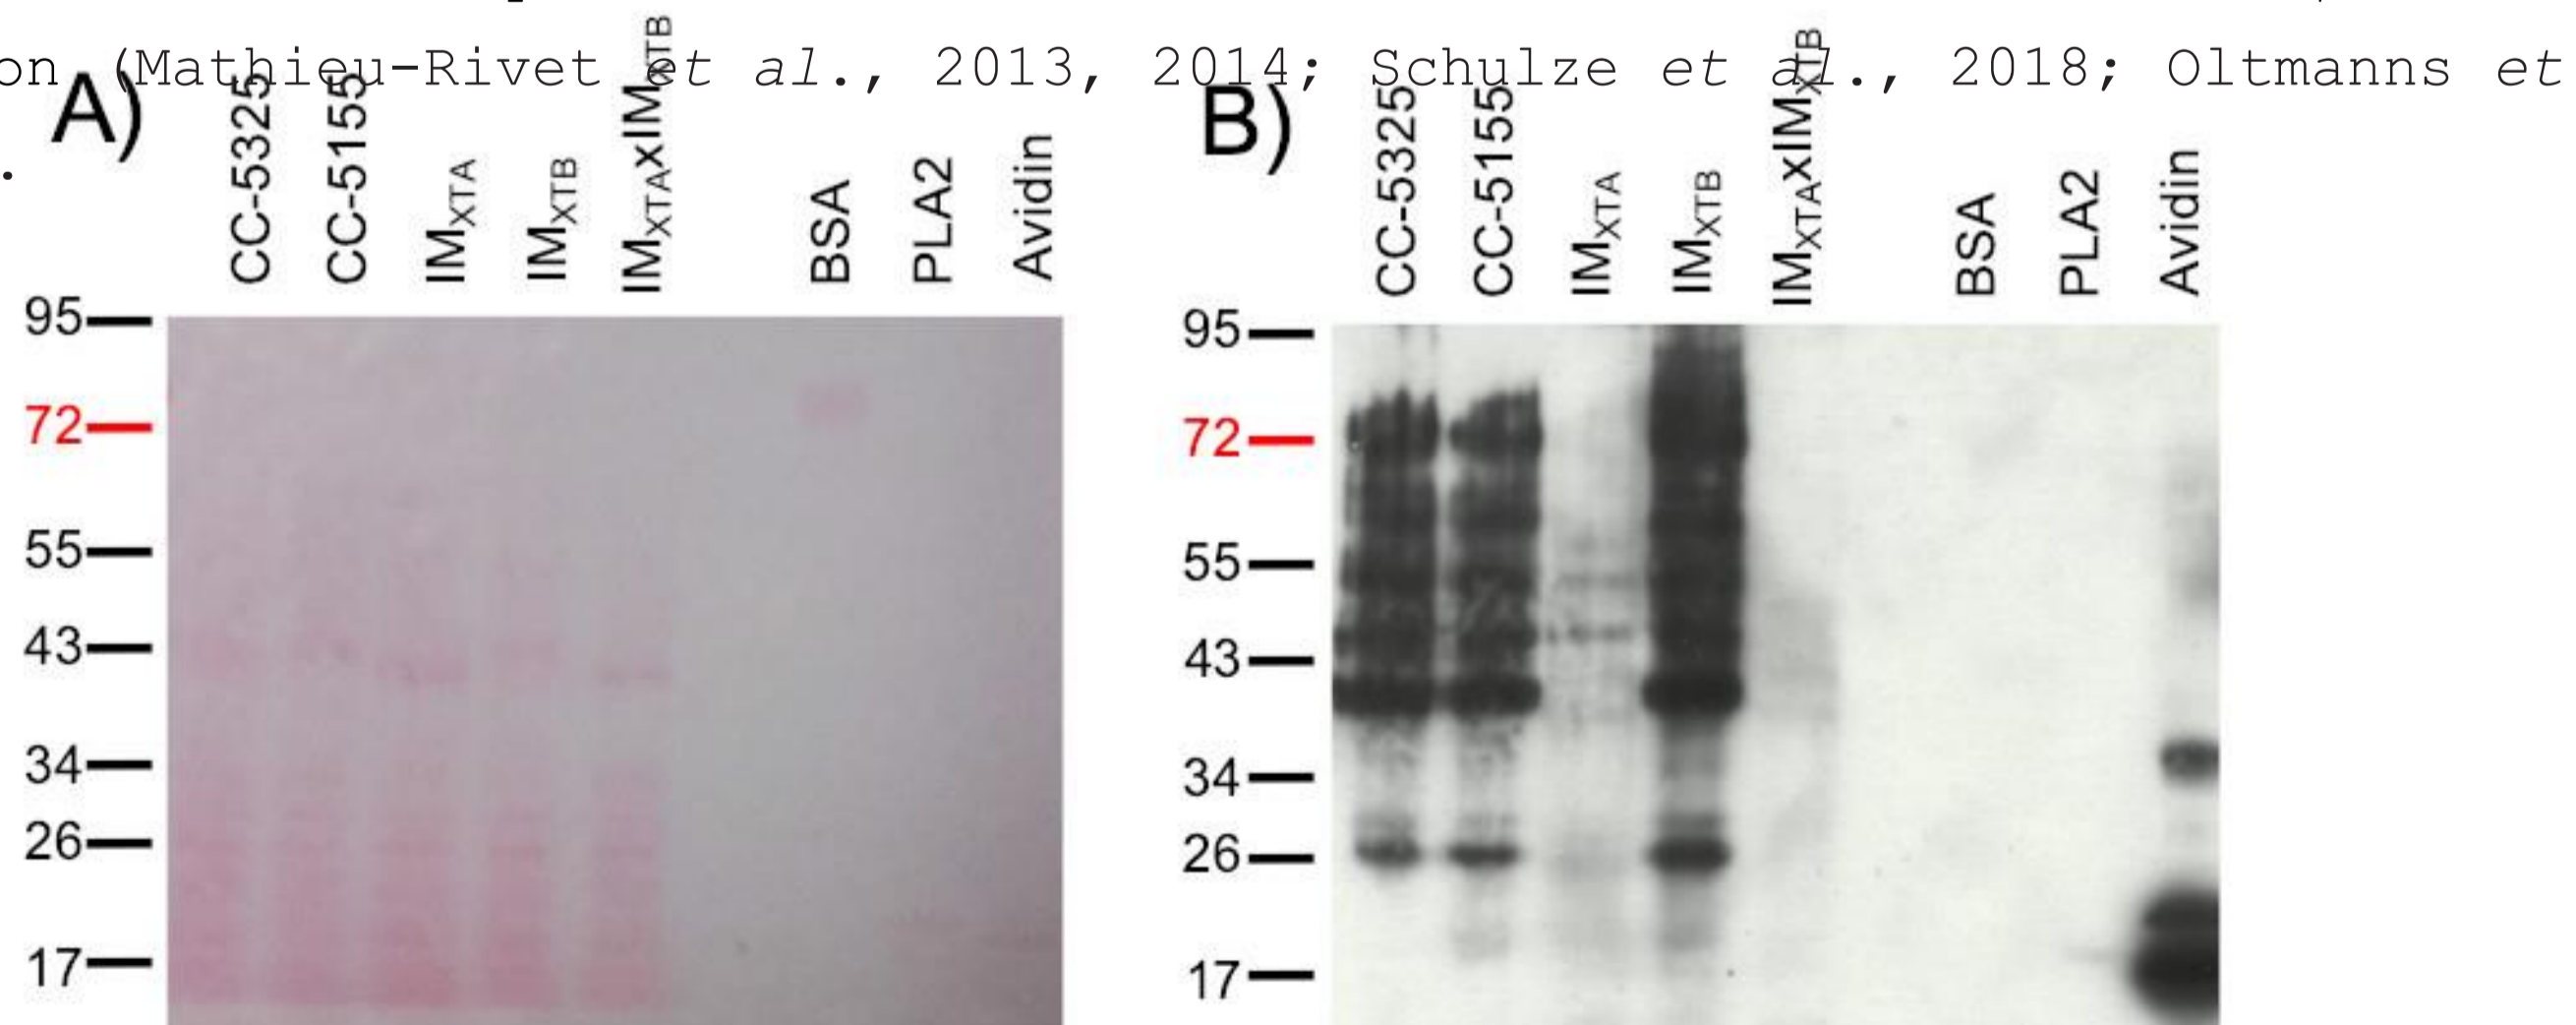 on (Mathieu-Rivet et al., 2013, 2014; Schulze et al., 2018; Oltmanns et
.
A)
CC-5325
CC-5155
IMXTA
IMXTB
IMXTAxIMXTB
BSA
PLA2
Avidin
95
72
55
43
34
26
17
B)
CC-5325
CC-5155
IMXTA
IMXTB
IMXTAxIMXTB
BSA
PLA2
Avidin
95
72
55
43
34
26
17